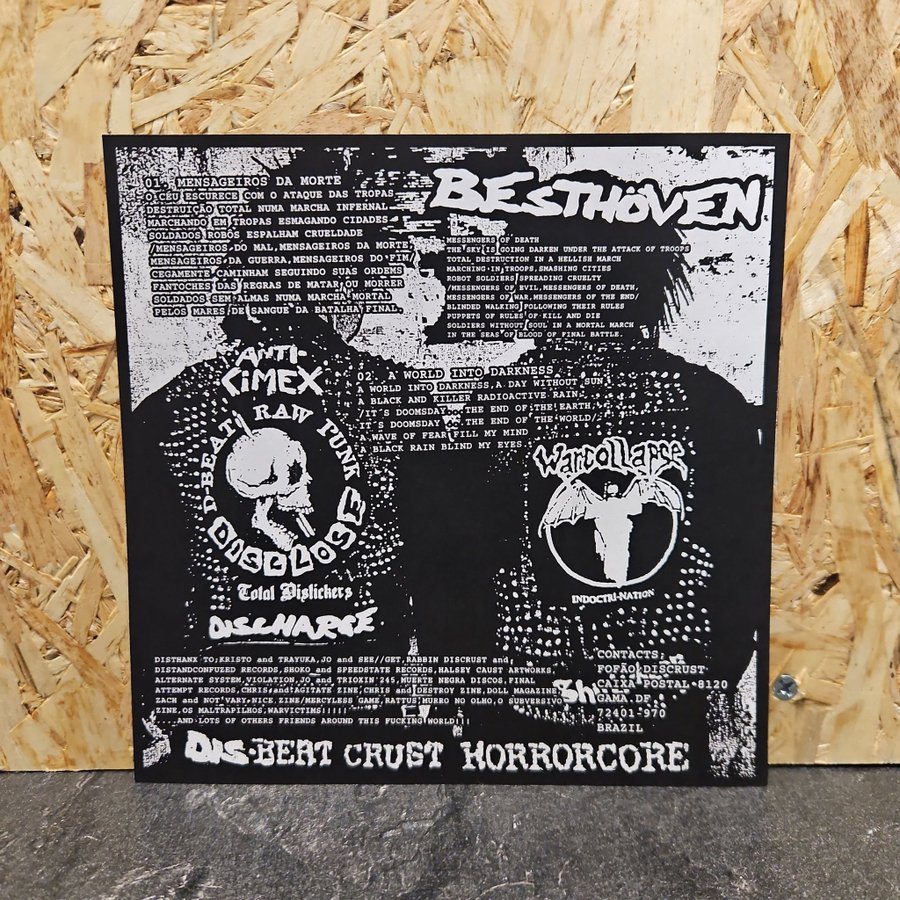 01. MENSAGEIROS DA MORTE
O CÉU ESCURECE COM O ATAQUE DAS TROPAS
DESTRUIÇÃO TOTAL NUMA MARCHA INFERNAL
MARCHANDO EM TROPAS ESMAGANDO CIDADES
SOLDADOS ROBÔS ESPALHAM CRUELDADE
/MENSAGEIROS DO MAL,MENSAGEIROS DA MORTE
MENSAGEIROS DA GUERRA,MENSAGEIROS DO FIM/
CEGAMENTE CAMINHAM SEGUINDO SUAS ORDEMS
FANTOCHES DAS REGRAS DE MATAR OU MORRER
SOLDADOS SEM ALMAS NUMA MARCHA MORTAL
PELOS MARES DE SANGUE DA BATALHA FINAL.
BESTHÖVEN
MESSENGERS OF DEATH
THE SKY IS GOING DARKEN UNDER THE ATTACK OF TROOPS
TOTAL DESTRUCTION IN A HELLISH MARCH
MARCHING IN TROOPS,SMASHING CITIES
ROBOT SOLDIERS SPREADING CRUELTY
/MESSENGERS OF EVIL,MESSENGERS OF DEATH,
MESSENGERS OF WAR,MESSENGERS OF THE END/
BLINDED WALKING FOLLOWING THEIR RULES
PUPPETS OF RULES OF KILL AND DIE
SOLDIERS WITHOUT SOUL IN A MORTAL MARCH
IN THE SEAS OF BLOOD OF FINAL BATTLE.
02. A WORLD INTO DARKNESS
A WORLD INTO DARKNESS,A DAY WITHOUT SUN
A BLACK AND KILLER RADIOACTIVE RAIN
/IT'S DOOMSDAY - THE END OF THE EARTH,
IT'S DOOMSDAY - THE END OF THE WORLD/
A WAVE OF FEAR FILL MY MIND
A BLACK RAIN BLIND MY EYES.
ANTI-
CIMEX
D-BEAT RAW PUNK
DISCLOSE
Total Dislickers
DISCHARGE
WARCOLLAPSE
INDOCTRI-NATION
DISTHANX TO;KRISTO and TRAYUKA,JO and SEE//GET,RABBIN DISCRUST and
DISTANDCONFUZED RECORDS,SHOKO and SPEEDSTATE RECORDS,HALSEY CAUST ARTWORKS,
ALTERNATE SYSTEM,VIOLATION,JO and TRIOXIN 245,MUERTE NEGRA DISCOS,FINAL
ATTEMPT RECORDS,CHRIS and AGITATE ZINE,CHRIS and DESTROY ZINE,DOLL MAGAZINE,
ZACH and NOT VARY NICE ZINE/MERCYLESS GAME,RATTUS,MURRO NO OLHO,O SUBVERSIVO
ZINE,OS MALTRAPILHOS,WARVICTIMS!!!!!
AND LOTS OF OTHERS FRIENDS AROUND THIS FUCKING WORLD!!!
CONTACTS;
FOFÃO DISCRUST
CAIXA POSTAL 8120
GAMA.DF.
72401-970
BRAZIL
DIS-BEAT CRUST HORRORCORE